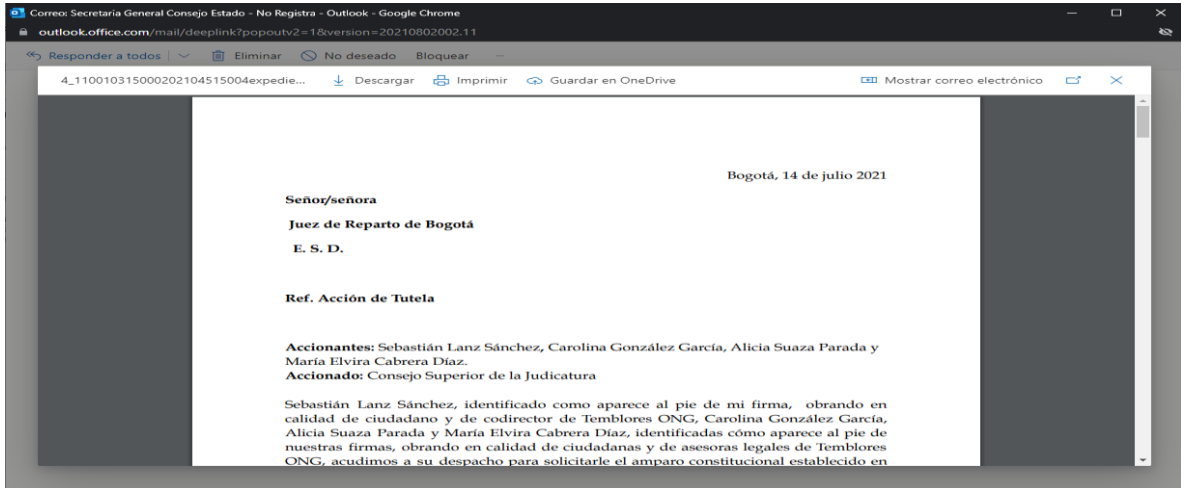 Correo: Secretaria General Consejo Estado - No Registra - Outlook - Google Chrome
outlook.office.com/mail/deeplink?popoutv2=1&version=20210802002.11
Responder a todos Eliminar No deseado Bloquear ...
4_110010315000202104515004expedie... Descargar Imprimir Guardar en OneDrive Mostrar correo electrónico
Bogotá, 14 de julio 2021
Señor/señora
Juez de Reparto de Bogotá
E. S. D.
Ref. Acción de Tutela
Accionantes: Sebastián Lanz Sánchez, Carolina González García, Alicia Suaza Parada y
María Elvira Cabrera Díaz.
Accionado: Consejo Superior de la Judicatura
Sebastián Lanz Sánchez, identificado como aparece al pie de mi firma, obrando en
calidad de ciudadano y de codirector de Temblores ONG, Carolina González García,
Alicia Suaza Parada y María Elvira Cabrera Díaz, identificadas cómo aparece al pie de
nuestras firmas, obrando en calidad de ciudadanas y de asesoras legales de Temblores
ONG, acudimos a su despacho para solicitarle el amparo constitucional establecido en